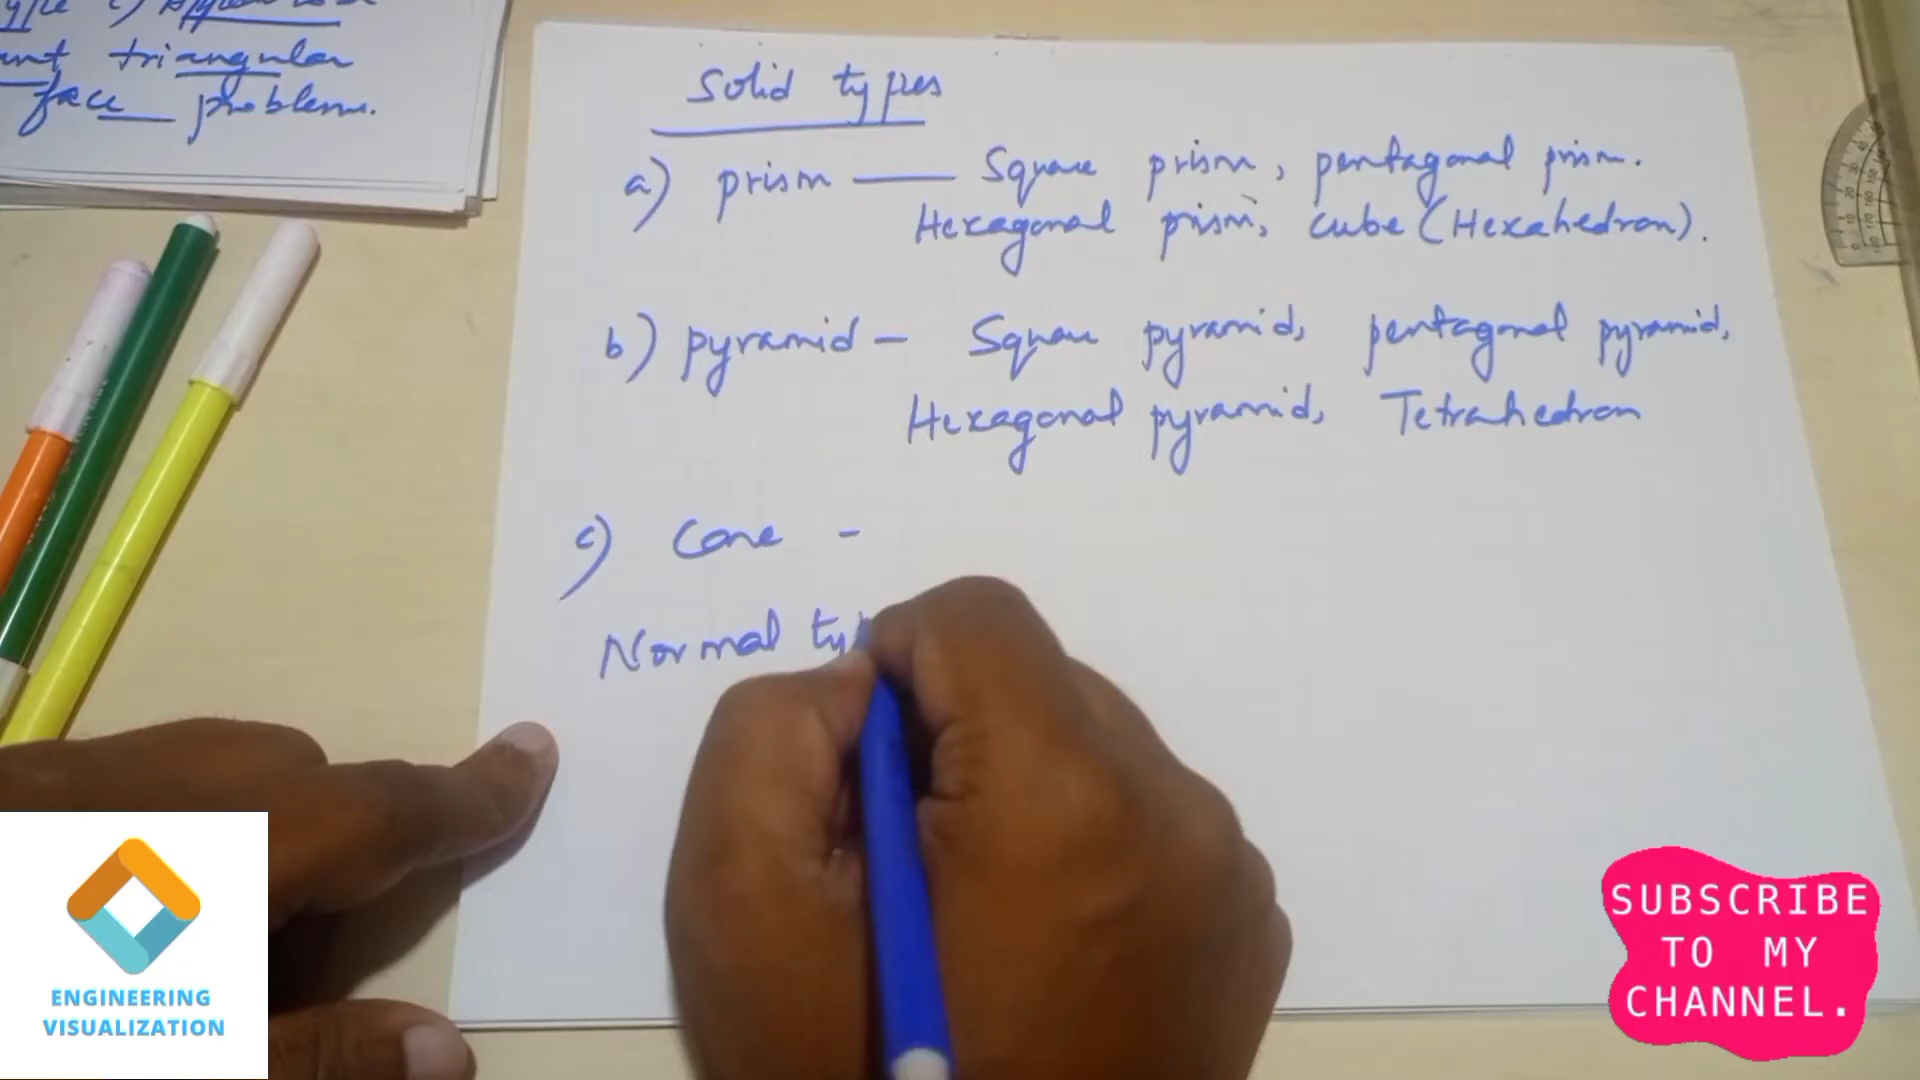 triangular
face problems.
Solid types
a) prism — Square prism, pentagonal prism.
Hexagonal prism, cube (Hexahedron).
b) pyramid - Square pyramid, pentagonal pyramid,
Hexagonal pyramid, Tetrahedron
c) Cone -
Normal
ENGINEERING
VISUALIZATION
SUBSCRIBE
TO MY
CHANNEL.